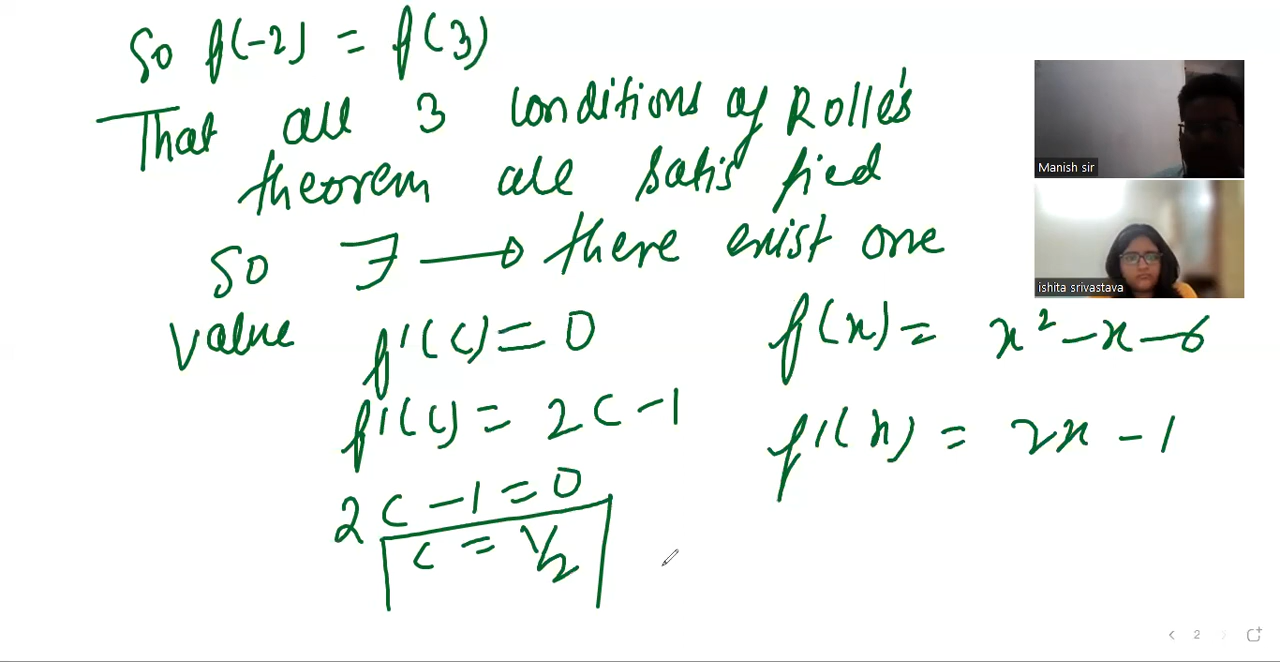 So f(-2) = f(3)
That all 3 conditions of Rolle's
theorem are satisfied
So ∃ → there exist one
value f'(c) = 0
f(x) = x² - x - 6
f'(c) = 2c - 1
f'(x) = 2x - 1
2c - 1 = 0
c = 1/2
Manish sir
ishita srivastava
2